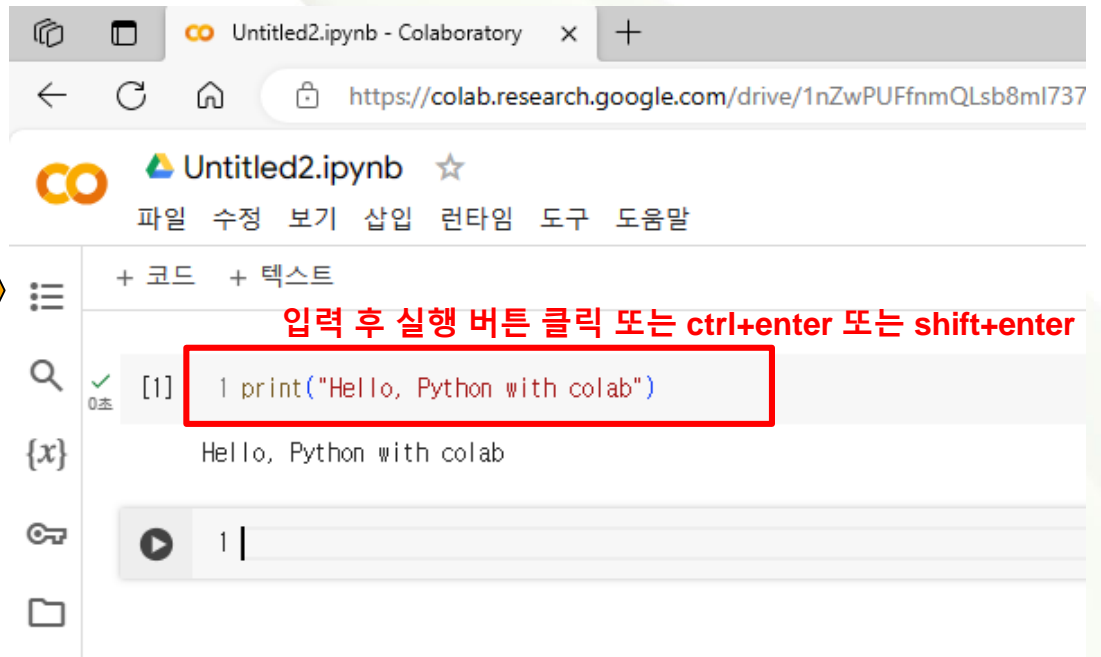 Untitled2.ipynb - Colaboratory
https://colab.research.google.com/drive/1nZwPUFfnmQLsb8ml737
CO Untitled2.ipynb
파일 수정 보기 삽입 런타임 도구 도움말
+ 코드 + 텍스트
입력 후 실행 버튼 클릭 또는 ctrl+enter 또는 shift+enter
[1] 1 print("Hello, Python with colab")
0초
{x}
Hello, Python with colab
1